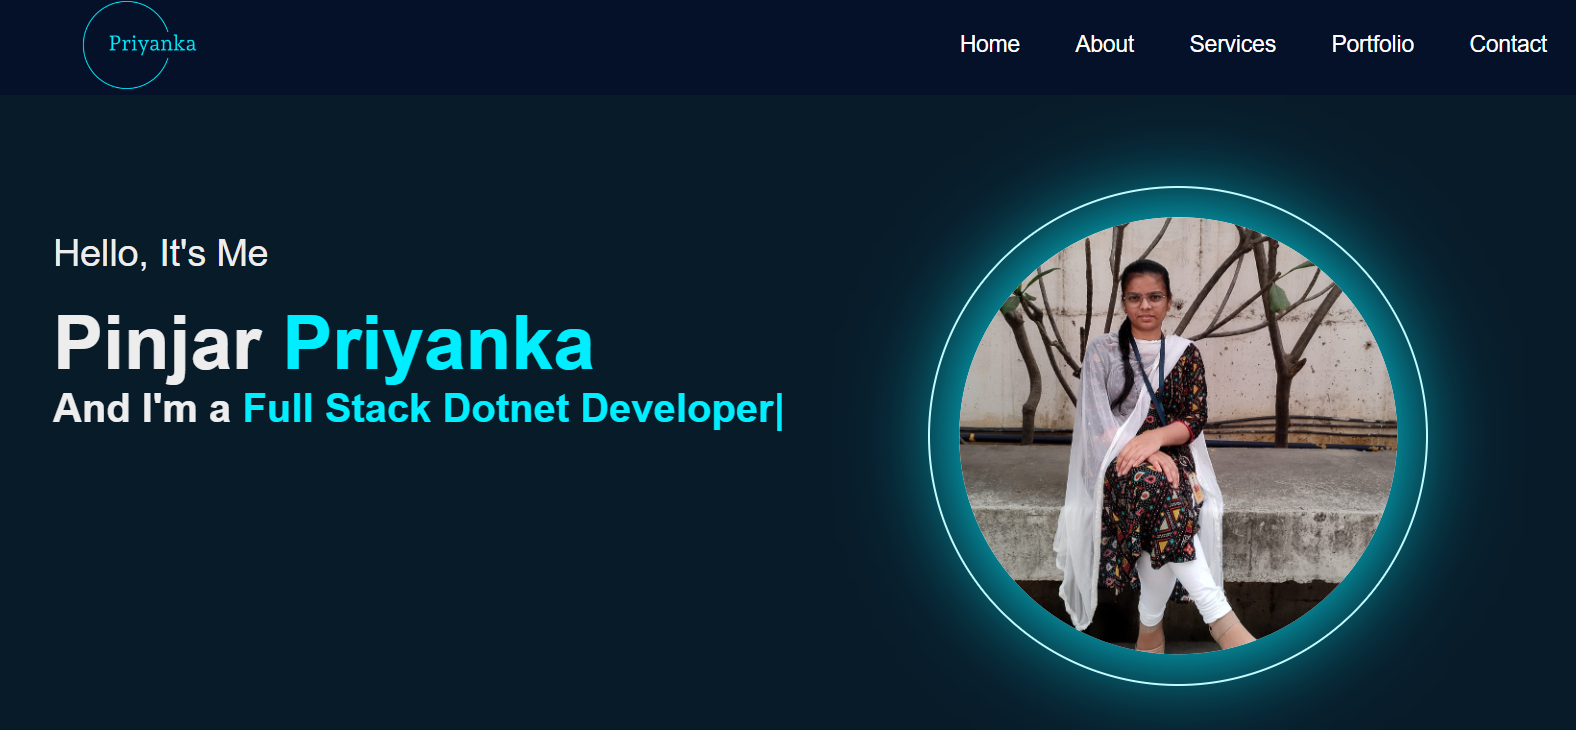 Priyanka
Home About Services Portfolio Contact
Hello, It's Me
Pinjar Priyanka
And I'm a Full Stack Dotnet Developer|